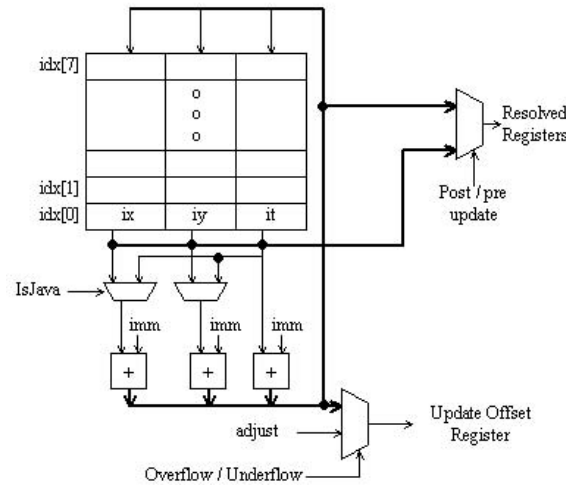 idx[7]
o
o
o
Resolved
Registers
idx[1]
idx[0] ix iy it
Post / pre
update
IsJava
imm imm imm
+ + +
Update Offset
Register
adjust
Overflow / Underflow